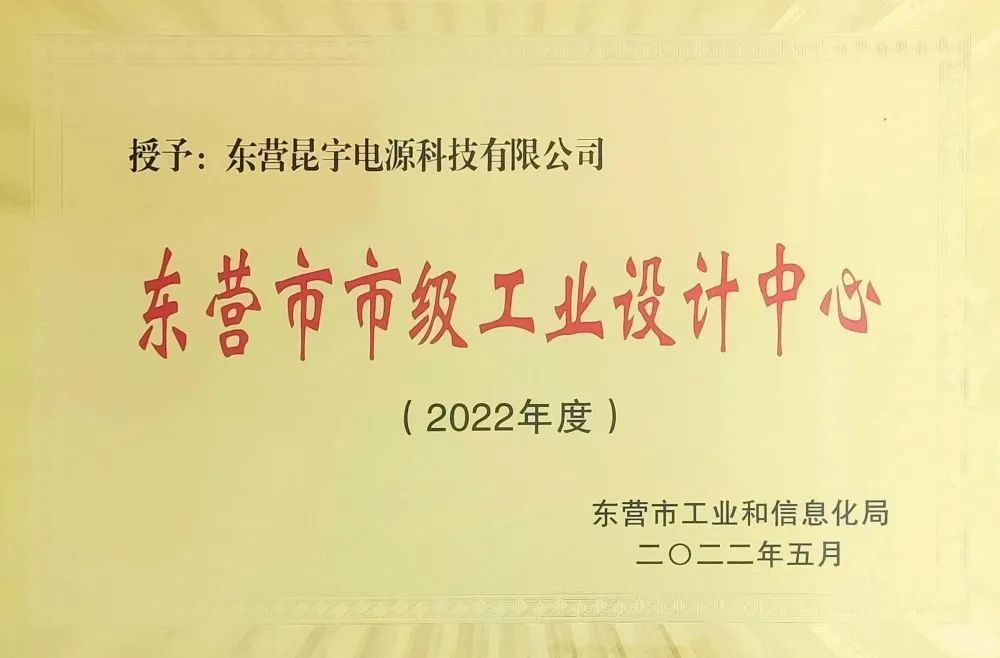 授予：东营昆宇电源科技有限公司
东营市市级工业设计中心
（2022年度）
东营市工业和信息化局
二〇二二年五月